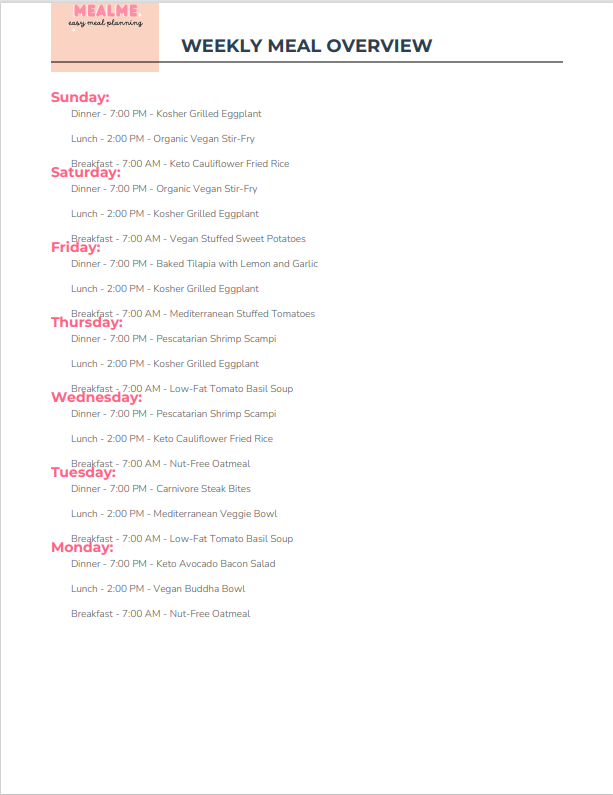 MEALME
easy meal planning
WEEKLY MEAL OVERVIEW
Sunday:
Dinner - 7:00 PM - Kosher Grilled Eggplant
Lunch - 2:00 PM - Organic Vegan Stir-Fry
Breakfast - 7:00 AM - Keto Cauliflower Fried Rice
Saturday:
Dinner - 7:00 PM - Organic Vegan Stir-Fry
Lunch - 2:00 PM - Kosher Grilled Eggplant
Breakfast - 7:00 AM - Vegan Stuffed Sweet Potatoes
Friday:
Dinner - 7:00 PM - Baked Tilapia with Lemon and Garlic
Lunch - 2:00 PM - Kosher Grilled Eggplant
Breakfast - 7:00 AM - Mediterranean Stuffed Tomatoes
Thursday:
Dinner - 7:00 PM - Pescatarian Shrimp Scampi
Lunch - 2:00 PM - Kosher Grilled Eggplant
Breakfast - 7:00 AM - Low-Fat Tomato Basil Soup
Wednesday:
Dinner - 7:00 PM - Pescatarian Shrimp Scampi
Lunch - 2:00 PM - Keto Cauliflower Fried Rice
Breakfast - 7:00 AM - Nut-Free Oatmeal
Tuesday:
Dinner - 7:00 PM - Carnivore Steak Bites
Lunch - 2:00 PM - Mediterranean Veggie Bowl
Breakfast - 7:00 AM - Low-Fat Tomato Basil Soup
Monday:
Dinner - 7:00 PM - Keto Avocado Bacon Salad
Lunch - 2:00 PM - Vegan Buddha Bowl
Breakfast - 7:00 AM - Nut-Free Oatmeal